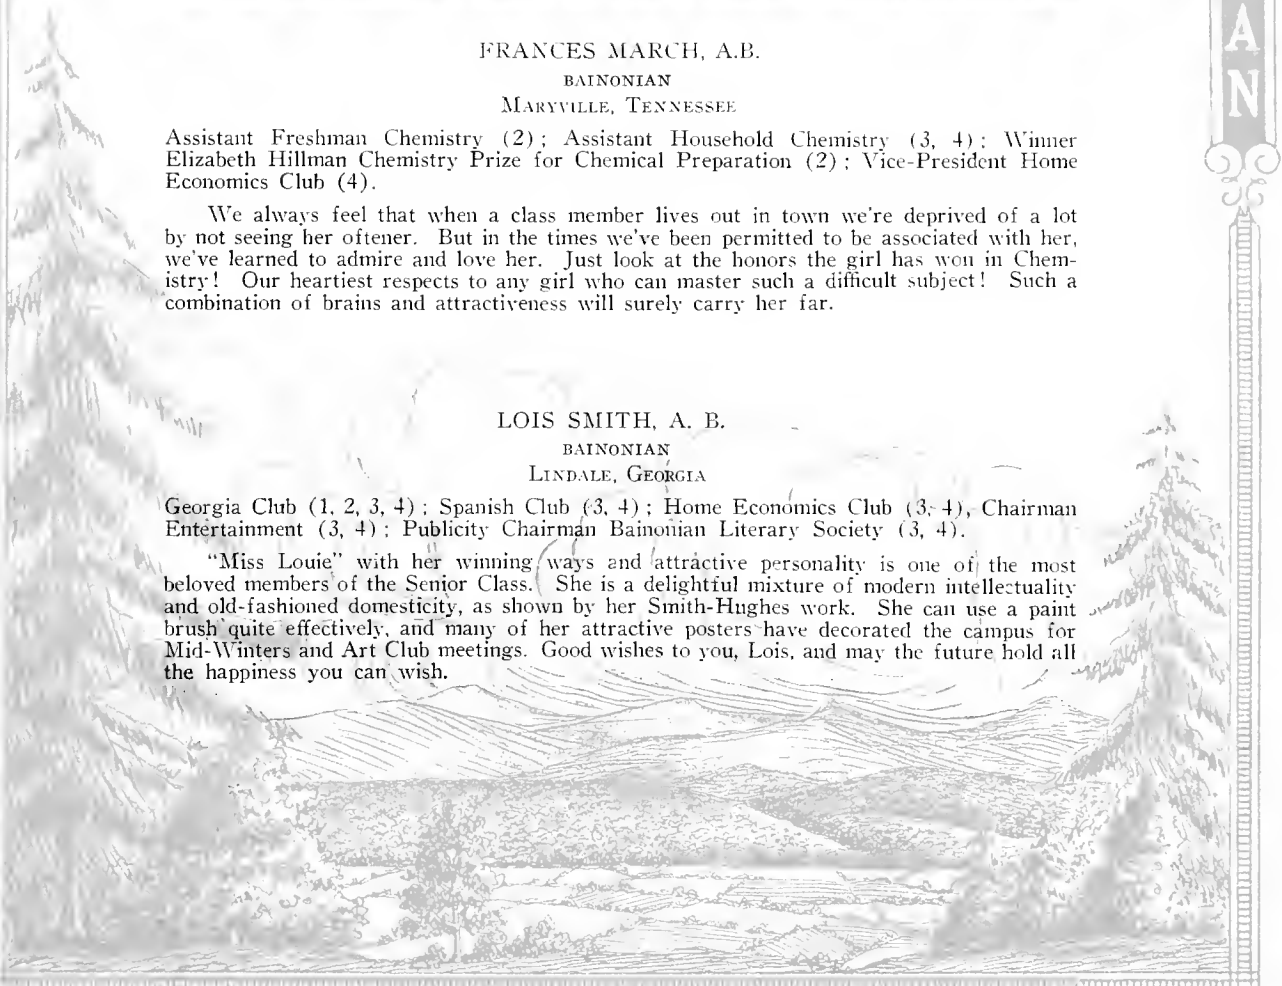 A
N
FRANCES MARCH, A.B.
BAINONIAN
MARYVILLE, TENNESSEE
Assistant Freshman Chemistry (2); Assistant Household Chemistry (3, 4); Winner
Elizabeth Hillman Chemistry Prize for Chemical Preparation (2); Vice-President Home
Economics Club (4).
We always feel that when a class member lives out in town we're deprived of a lot
by not seeing her oftener. But in the times we've been permitted to be associated with her,
we've learned to admire and love her. Just look at the honors the girl has won in Chem-
istry! Our heartiest respects to any girl who can master such a difficult subject! Such a
combination of brains and attractiveness will surely carry her far.
LOIS SMITH, A. B.
BAINONIAN
LINDALE, GEORGIA
Georgia Club (1, 2, 3, 4); Spanish Club (3, 4); Home Economics Club (3, 4), Chairman
Entertainment (3, 4); Publicity Chairman Bainonian Literary Society (3, 4).
"Miss Louie" with her winning ways and attractive personality is one of the most
beloved members of the Senior Class. She is a delightful mixture of modern intellectuality
and old-fashioned domesticity, as shown by her Smith-Hughes work. She can use a paint
brush quite effectively, and many of her attractive posters have decorated the campus for
Mid-Winters and Art Club meetings. Good wishes to you, Lois, and may the future hold all
the happiness you can wish.